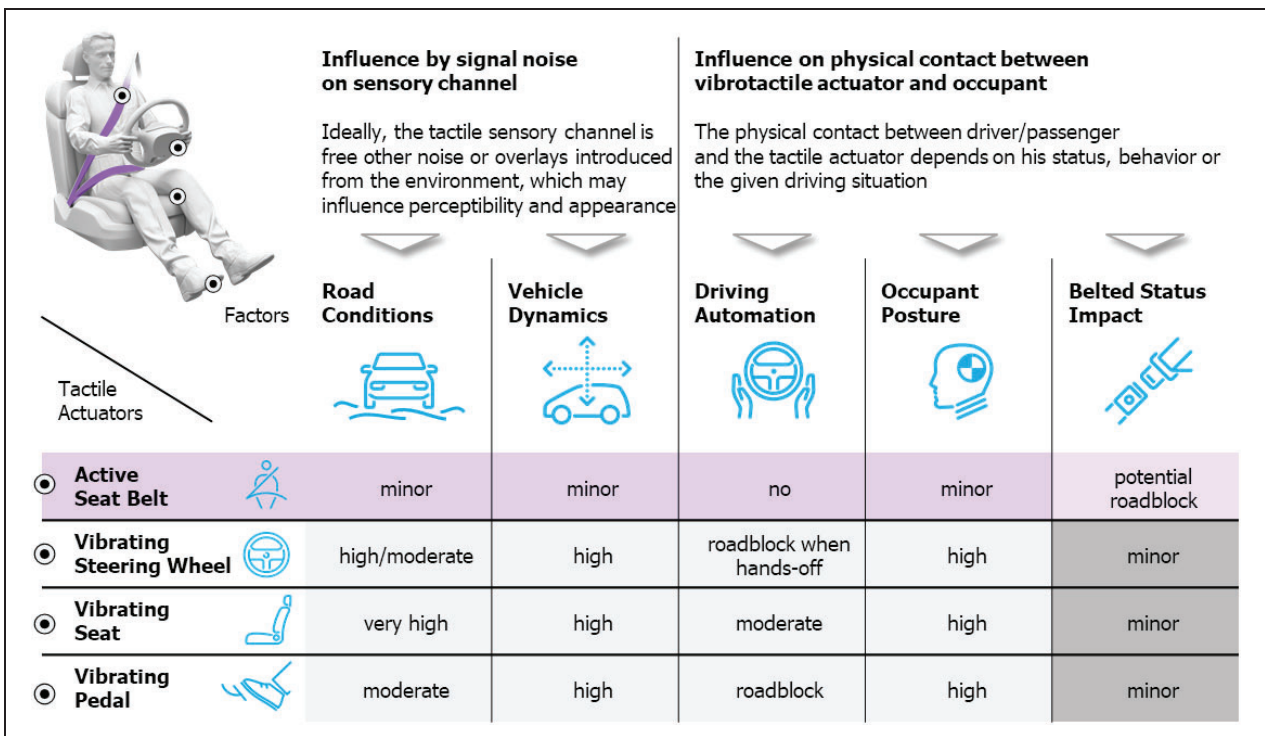 Influence by signal noise
on sensory channel
Ideally, the tactile sensory channel is
free other noise or overlays introduced
from the environment, which may
influence perceptibility and appearance
Influence on physical contact between
vibrotactile actuator and occupant
The physical contact between driver/passenger
and the tactile actuator depends on his status, behavior or
the given driving situation
Factors
Tactile
Actuators
Road
Conditions
Vehicle
Dynamics
Driving
Automation
Occupant
Posture
Belted Status
Impact
Active
Seat Belt
minor
minor
no
minor
potential
roadblock
Vibrating
Steering Wheel
high/moderate
high
roadblock when
hands-off
high
minor
Vibrating
Seat
very high
high
moderate
high
minor
Vibrating
Pedal
moderate
high
roadblock
high
minor